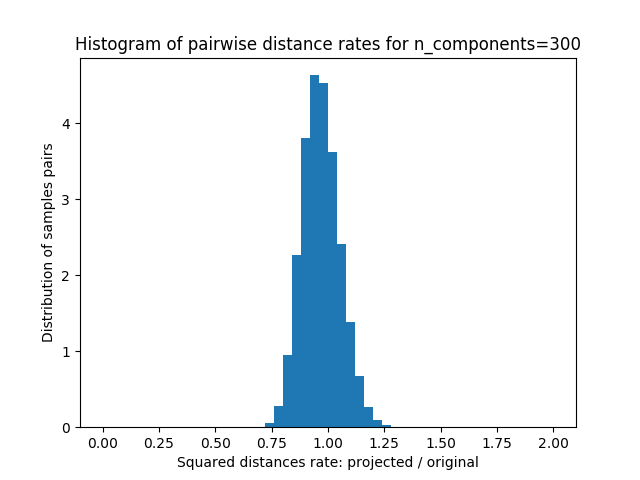 Histogram of pairwise distance rates for n_components=300
Distribution of samples pairs
4
3
2
1
0
0.00 0.25 0.50 0.75 1.00 1.25 1.50 1.75 2.00
Squared distances rate: projected / original